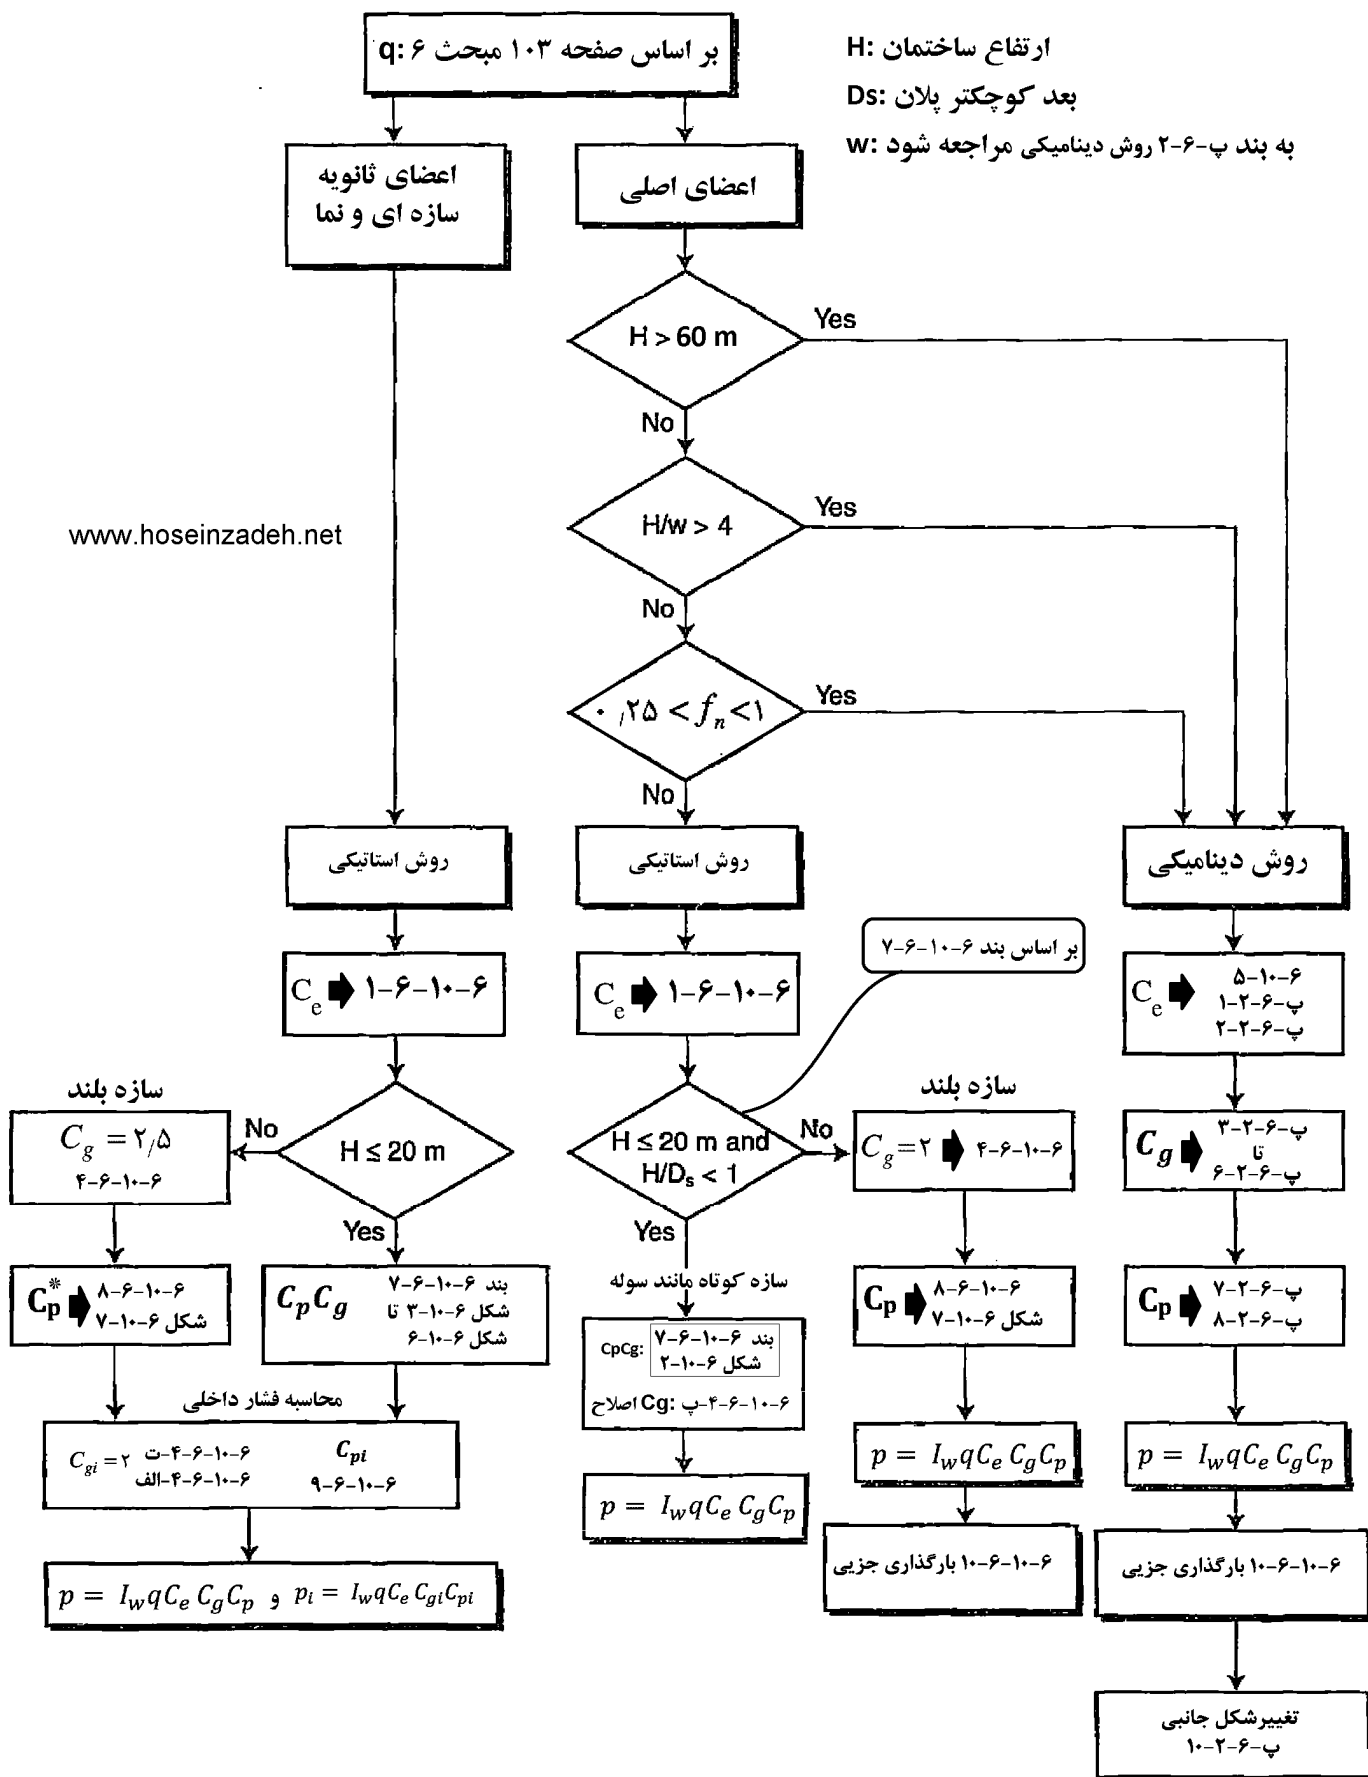 q: بر اساس صفحه ۱۰۳ مبحث ۶
H: ارتفاع ساختمان
Ds: بعد کوچکتر پلان
w: به بند پ-۶-۲ روش دینامیکی مراجعه شود
اعضای ثانویه
سازه ای و نما
اعضای اصلی
H > 60 m
Yes
No
www.hoseinzadeh.net
H/w > 4
Yes
No
۰٫۲۵ < fn < ۱
Yes
No
روش استاتیکی
روش استاتیکی
روش دینامیکی
بر اساس بند ۶-۱۰-۶-۷
Ce ➡ ۶-۱۰-۶-۱
Ce ➡ ۶-۱۰-۶-۱
Ce ➡
۶-۱۰-۵
پ-۶-۲-۱
پ-۶-۲-۲
سازه بلند
Cg = ۲٫۵
۶-۱۰-۶-۴
No
H ≤ 20 m
Yes
H ≤ 20 m and
H/Ds < 1
No
Yes
سازه بلند
Cg = ۲ ➡ ۶-۱۰-۶-۴
Cg ➡
پ-۶-۲-۳
تا
پ-۶-۲-۶
Cp* ➡
۶-۱۰-۶-۸
شکل ۶-۱۰-۷
CpCg
بند ۶-۱۰-۶-۷
شکل ۶-۱۰-۳ تا
شکل ۶-۱۰-۶
سازه کوتاه مانند سوله
CpCg:
بند ۶-۱۰-۶-۷
شکل ۶-۱۰-۲
اصلاح Cg: ۶-۱۰-۶-۴-پ
Cp ➡
۶-۱۰-۶-۸
شکل ۶-۱۰-۷
Cp ➡
پ-۶-۲-۷
پ-۶-۲-۸
محاسبه فشار داخلی
Cgi = ۲
۶-۱۰-۶-۴-ت
۶-۱۰-۶-۴-الف
Cpi
۶-۱۰-۶-۹
p = IwqCeCgCp
p = IwqCeCgCp
p = IwqCeCgCp
۶-۱۰-۶-۱۰ بارگذاری جزیی
۶-۱۰-۶-۱۰ بارگذاری جزیی
p = IwqCeCgCp و pi = IwqCeCgiCpi
تغییرشکل جانبی
پ-۶-۲-۱۰